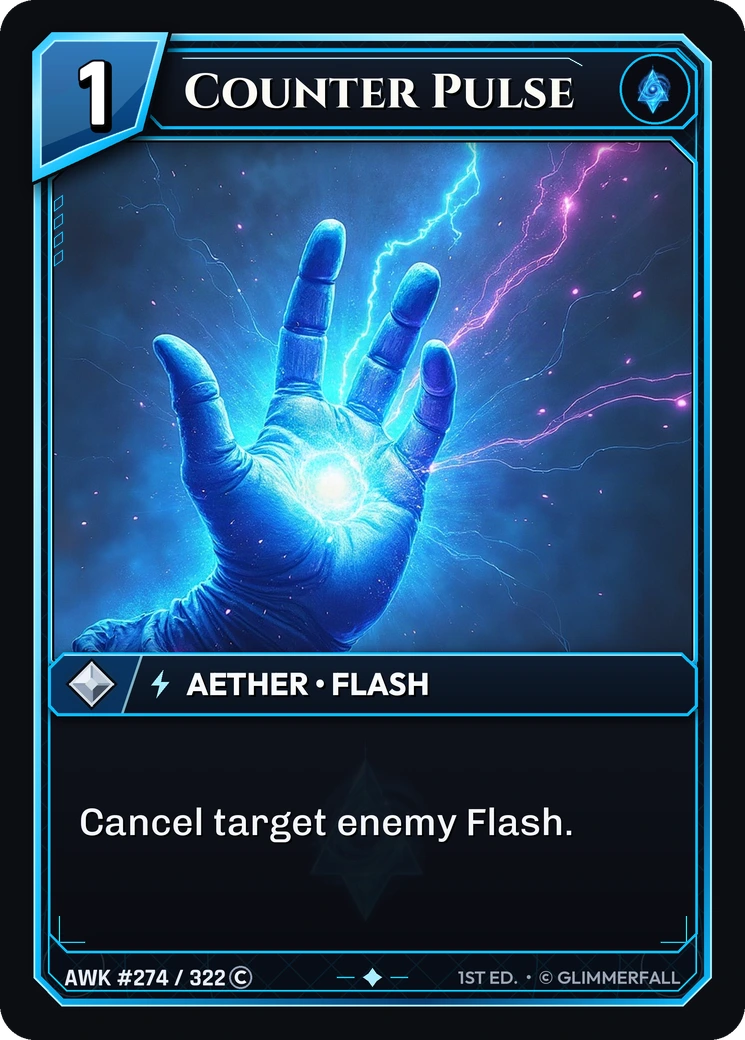 1
COUNTER PULSE
AETHER • FLASH
Cancel target enemy Flash.
AWK #274 / 322 Ⓒ
1ST ED. • © GLIMMERFALL